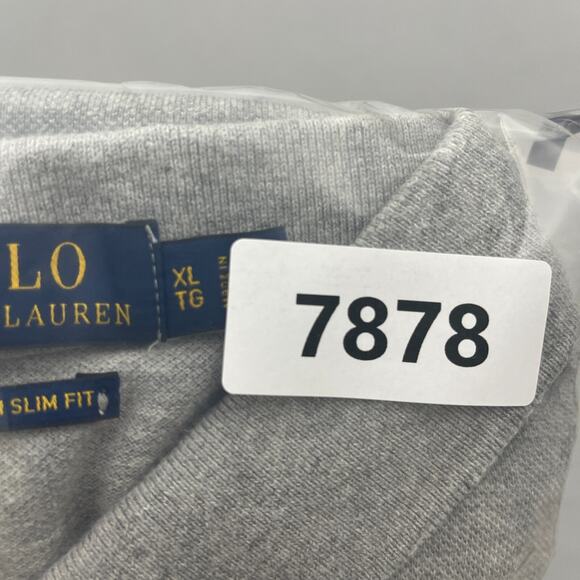 LO
LAUREN
XL
TG
SLIM FIT
7878